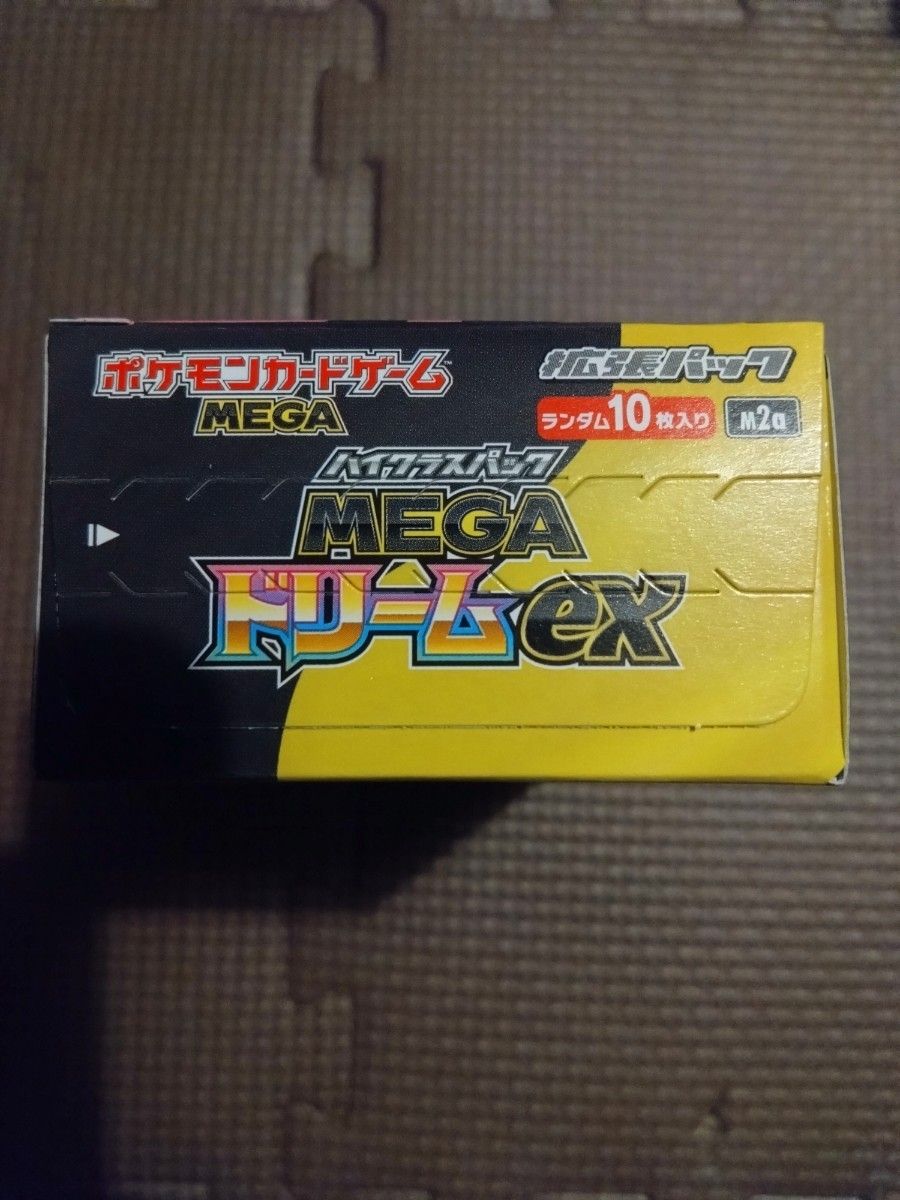 ポケモンカードゲーム™
MEGA
拡張パック
ランダム10枚入り
M2a
ハイクラスパック
MEGA
ドリームex